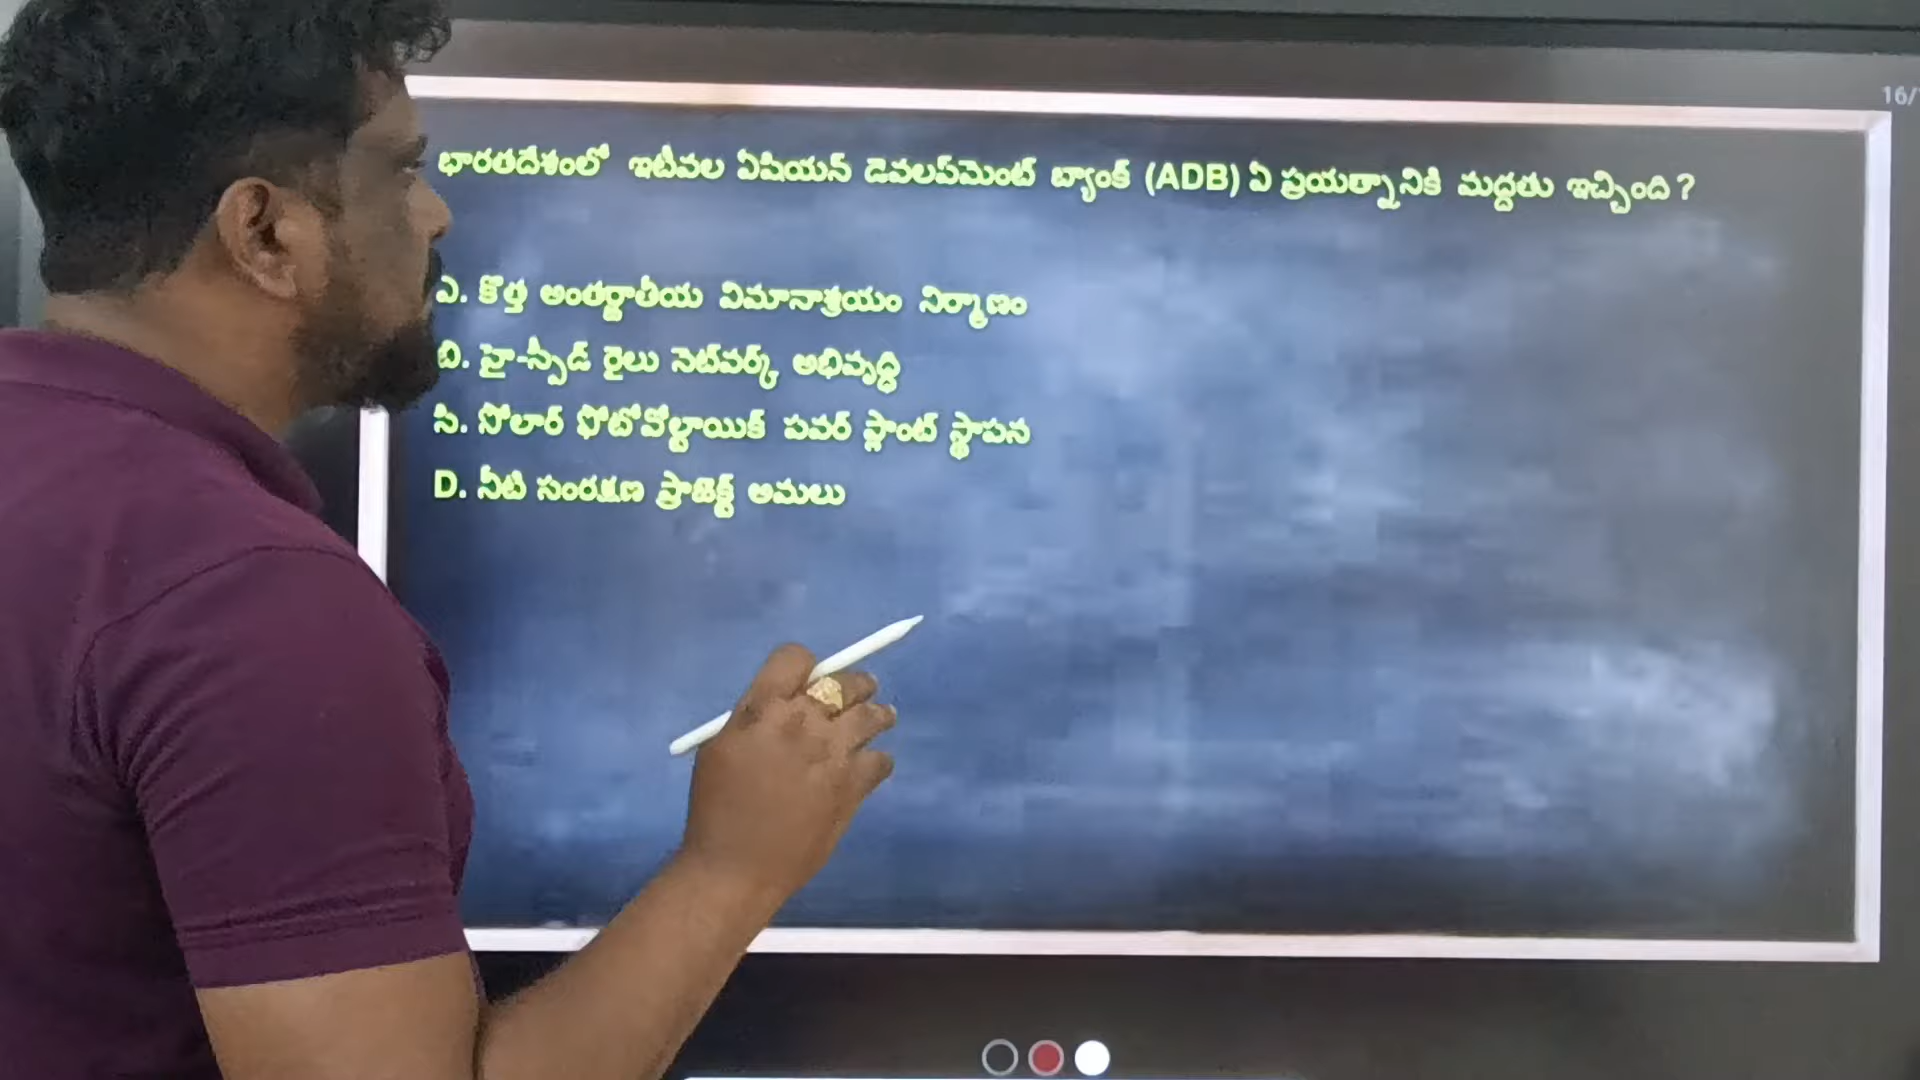 16/
భారతదేశంలో ఇటీవల ఏషియన్ డెవలప్‌మెంట్ బ్యాంక్ (ADB) ఏ ప్రయత్నానికి మద్దతు ఇచ్చింది ?
ఎ. కొత్త అంతర్జాతీయ విమానాశ్రయం నిర్మాణం
బి. హై-స్పీడ్ రైలు నెట్‌వర్క్ అభివృద్ధి
సి. సోలార్ ఫోటోవోల్టాయిక్ పవర్ ప్లాంట్ స్థాపన
D. నీటి సంరక్షణ ప్రాజెక్ట్ అమలు